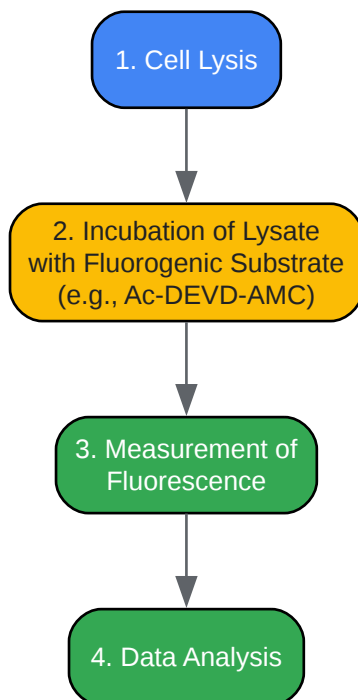 1. Cell Lysis
2. Incubation of Lysate
with Fluorogenic Substrate
(e.g., Ac-DEVD-AMC)
3. Measurement of
Fluorescence
4. Data Analysis